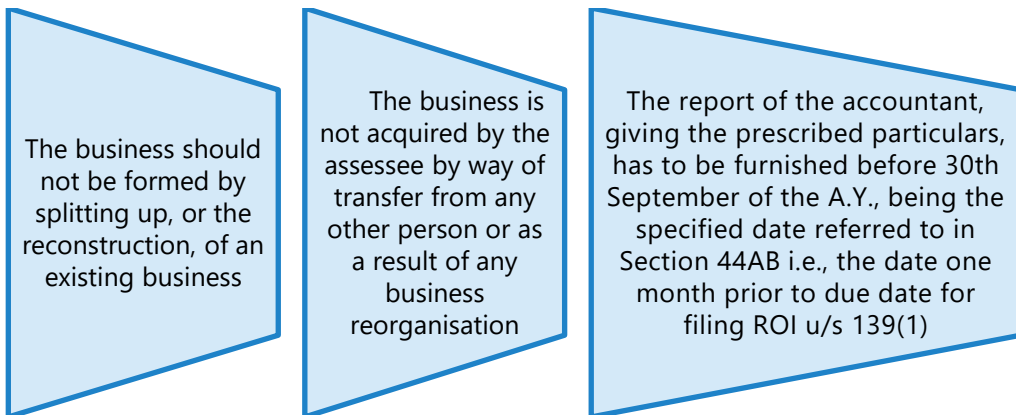 The business should
not be formed by
splitting up, or the
reconstruction, of an
existing business
The business is
not acquired by the
assessee by way of
transfer from any
other person or as
a result of any
business
reorganisation
The report of the accountant,
giving the prescribed particulars,
has to be furnished before 30th
September of the A.Y., being the
specified date referred to in
Section 44AB i.e., the date one
month prior to due date for
filing ROI u/s 139(1)